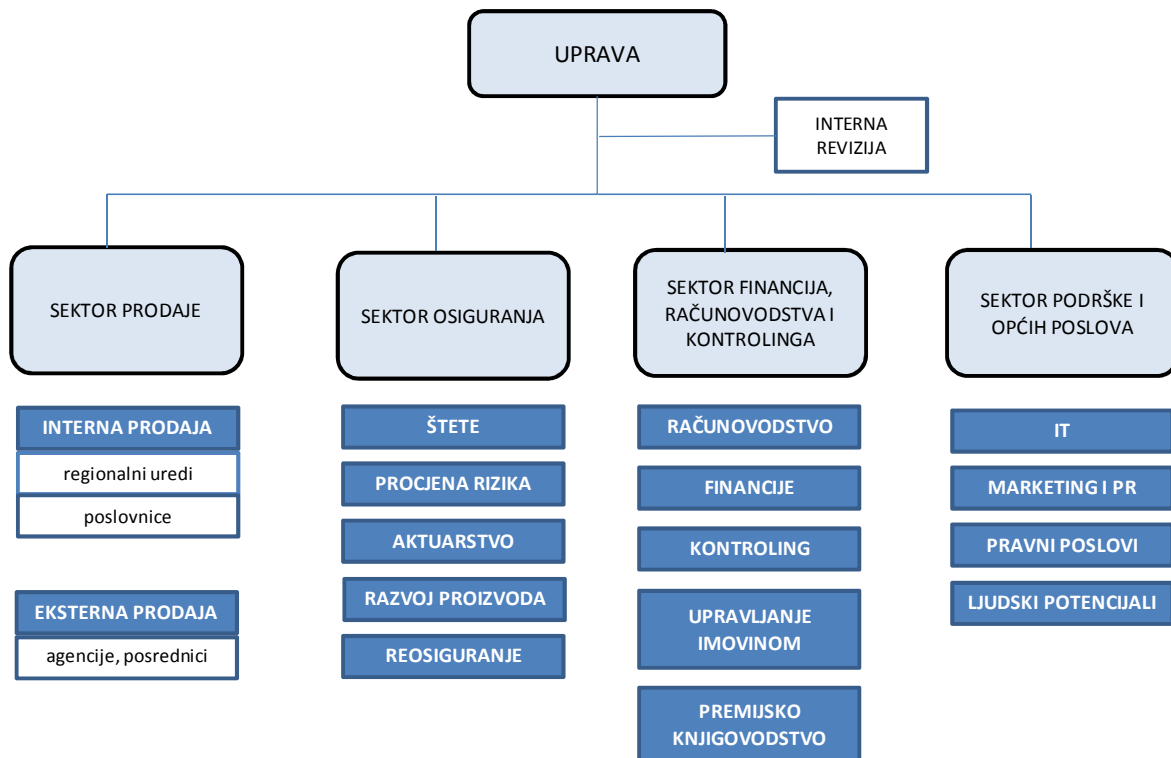 UPRAVA
INTERNA
REVIZIJA
SEKTOR PRODAJE
INTERNA PRODAJA
regionalni uredi
poslovnice
EKSTERNA PRODAJA
agencije, posrednici
SEKTOR OSIGURANJA
ŠTETE
PROCJENA RIZIKA
AKTUARSTVO
RAZVOJ PROIZVODA
REOSIGURANJE
SEKTOR FINANCIJA,
RAČUNOVODSTVA I
KONTROLINGA
RAČUNOVODSTVO
FINANCIJE
KONTROLING
UPRAVLJANJE
IMOVINOM
PREMIJSKO
KNJIGOVODSTVO
SEKTOR PODRŠKE I
OPĆIH POSLOVA
IT
MARKETING I PR
PRAVNI POSLOVI
LJUDSKI POTENCIJALI